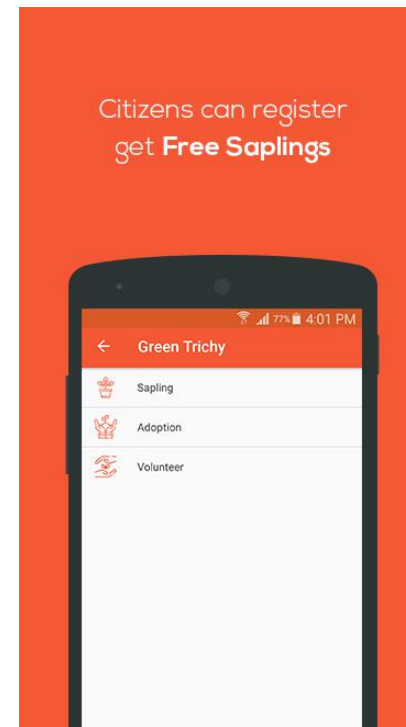 Citizens can register
get Free Saplings
77% 4:01 PM
Green Trichy
Sapling
Adoption
Volunteer